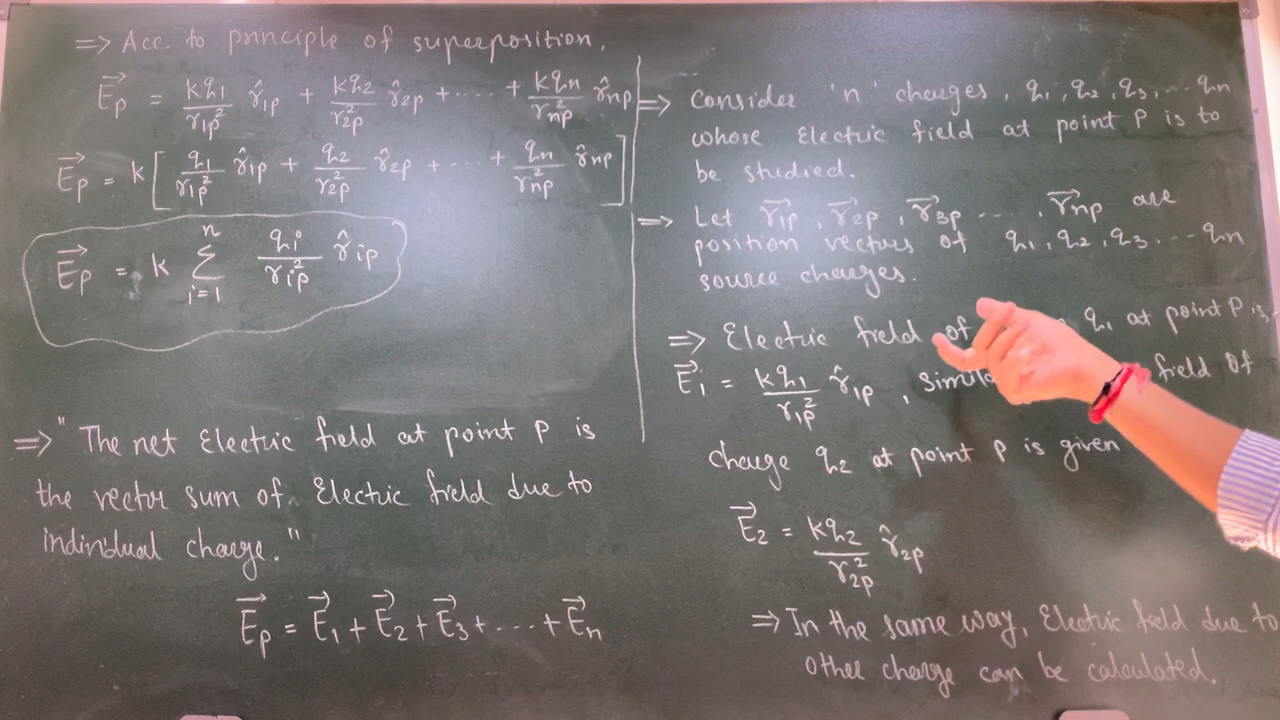 ⇒ Acc. to principle of superposition,
E⃗p = kq₁/r₁p² r̂₁p + kq₂/r₂p² r̂₂p + ..... + kqn/rnp² r̂np
E⃗p = k[q₁/r₁p² r̂₁p + q₂/r₂p² r̂₂p + .... + qn/rnp² r̂np]
E⃗p = k Σ(i=1 to n) qi/rip² r̂ip
⇒ "The net Electric field at point P is
the vector sum of Electric field due to
individual charge."
E⃗p = E⃗₁ + E⃗₂ + E⃗₃ + .... + E⃗n
⇒ Consider 'n' charges, q₁, q₂, q₃, ... qn
whose Electric field at point P is to
be studied.
⇒ Let r⃗₁p, r⃗₂p, r⃗₃p ....., r⃗np are
position vectors of q₁, q₂, q₃, ... qn
source charges.
⇒ Electric field of q₁ at point P is,
E⃗₁ = kq₁/r₁p² r̂₁p , field of
charge q₂ at point P is given
E⃗₂ = kq₂/r₂p² r̂₂p
⇒ In the same way, Electric field due to
other charge can be calculated.